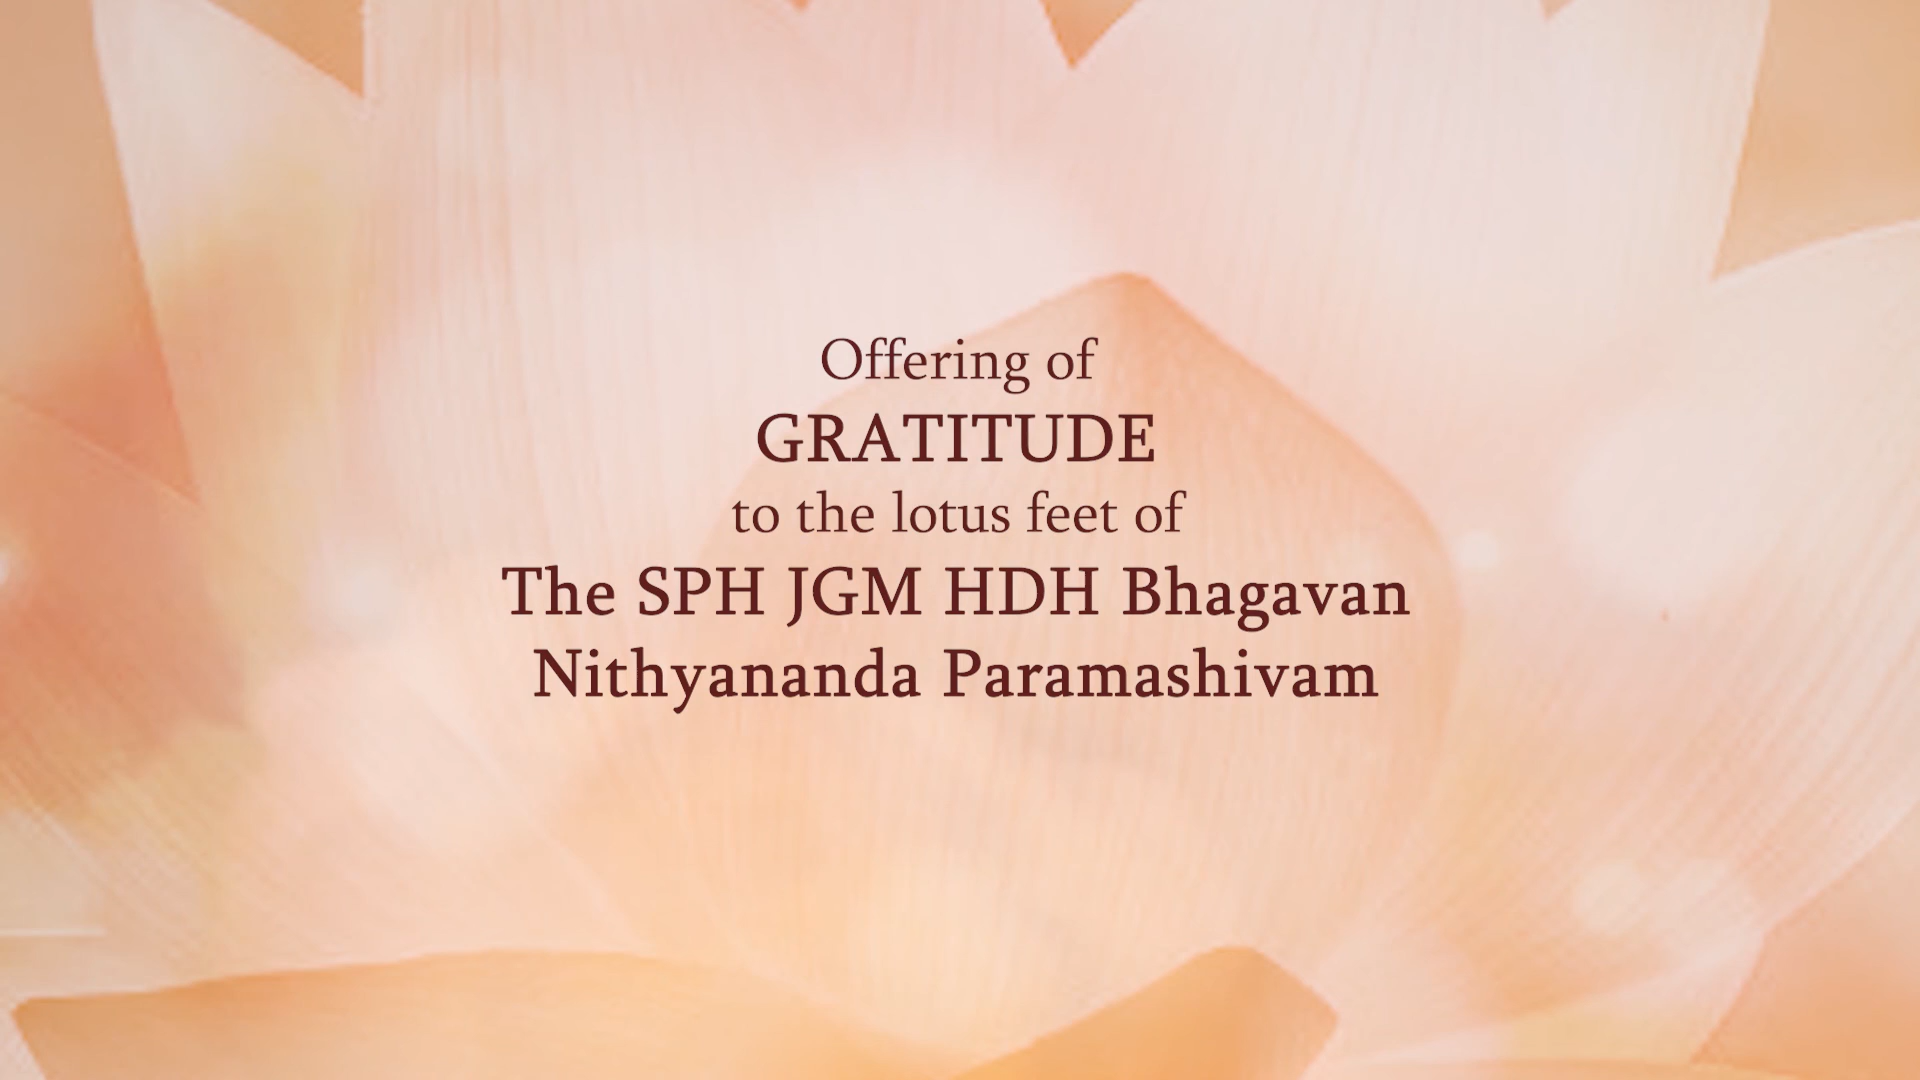 Offering of
GRATITUDE
to the lotus feet of
The SPH JGM HDH Bhagavan
Nithyananda Paramashivam